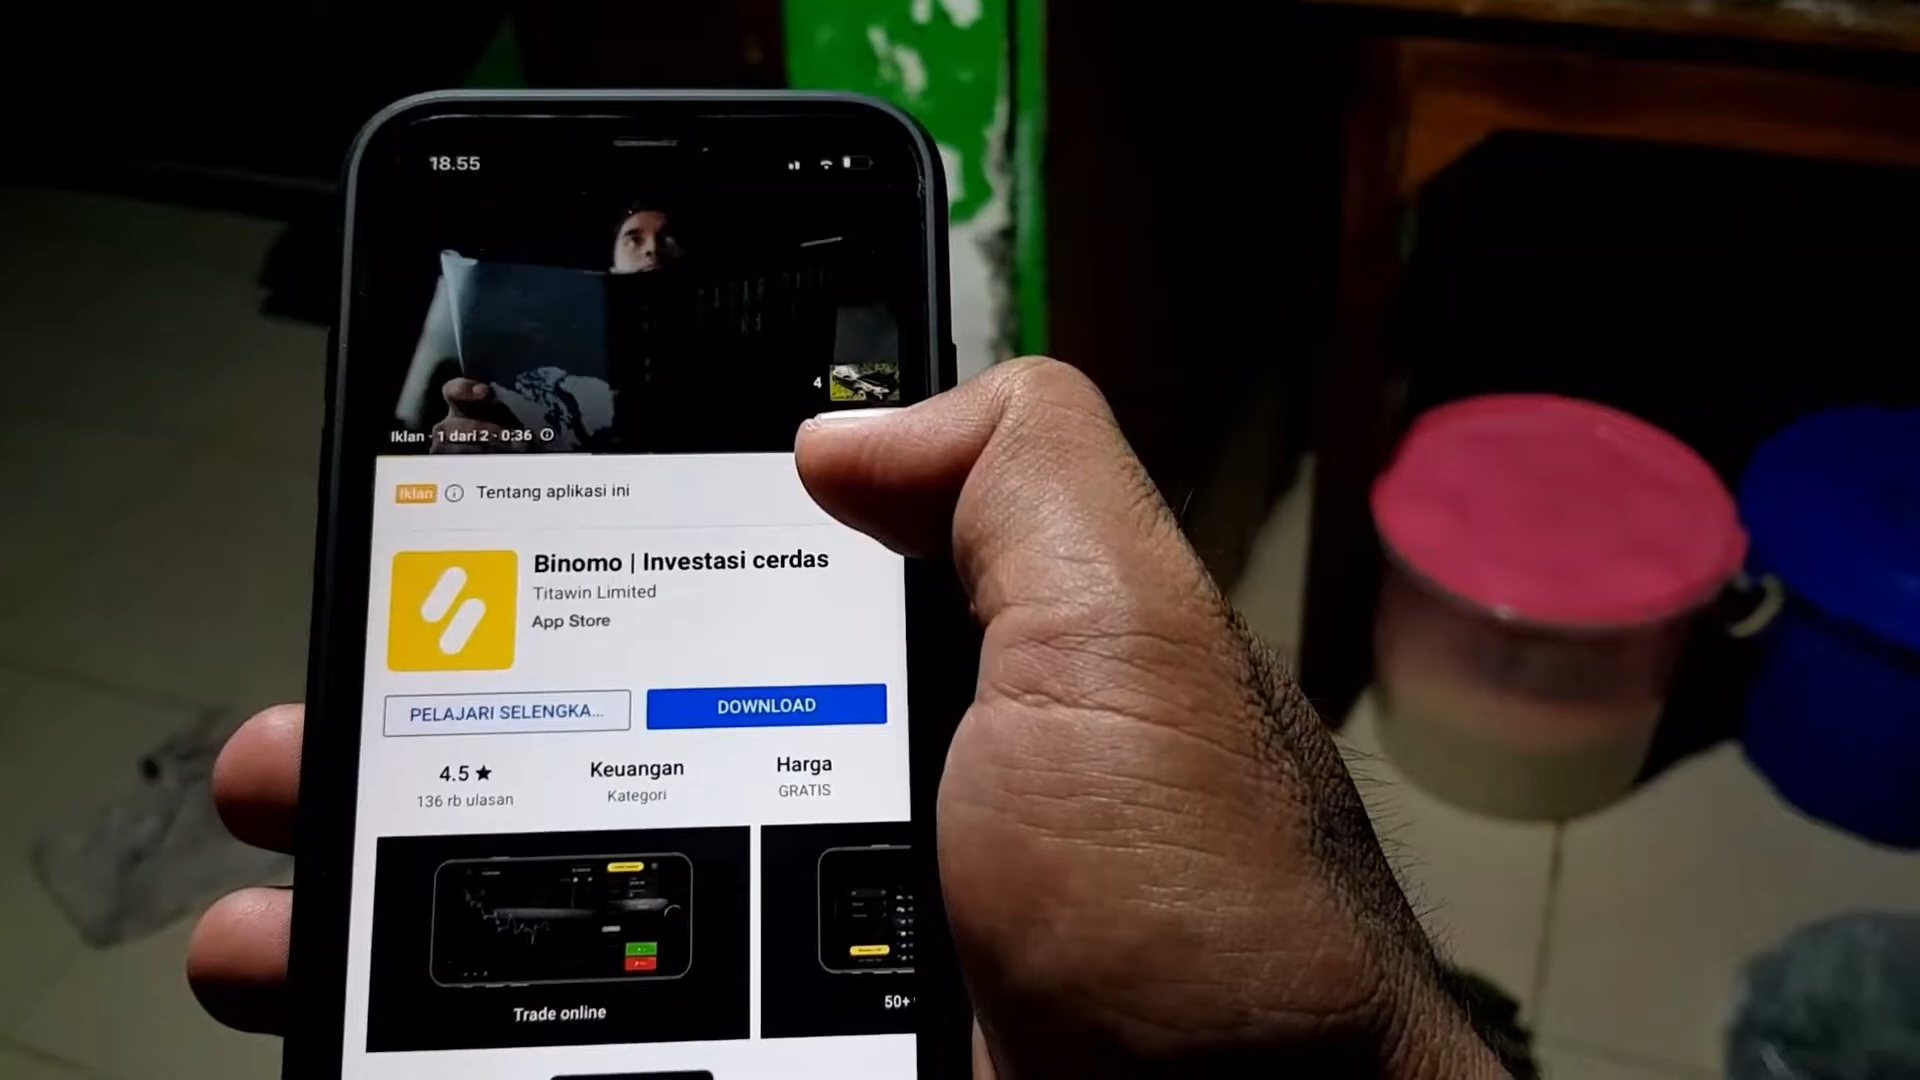 18.55
4
Iklan · 1 dari 2 · 0:36
Iklan Tentang aplikasi ini
Binomo | Investasi cerdas
Titawin Limited
App Store
PELAJARI SELENGKA...
DOWNLOAD
4.5 ★
136 rb ulasan
Keuangan
Kategori
Harga
GRATIS
Trade online
50+